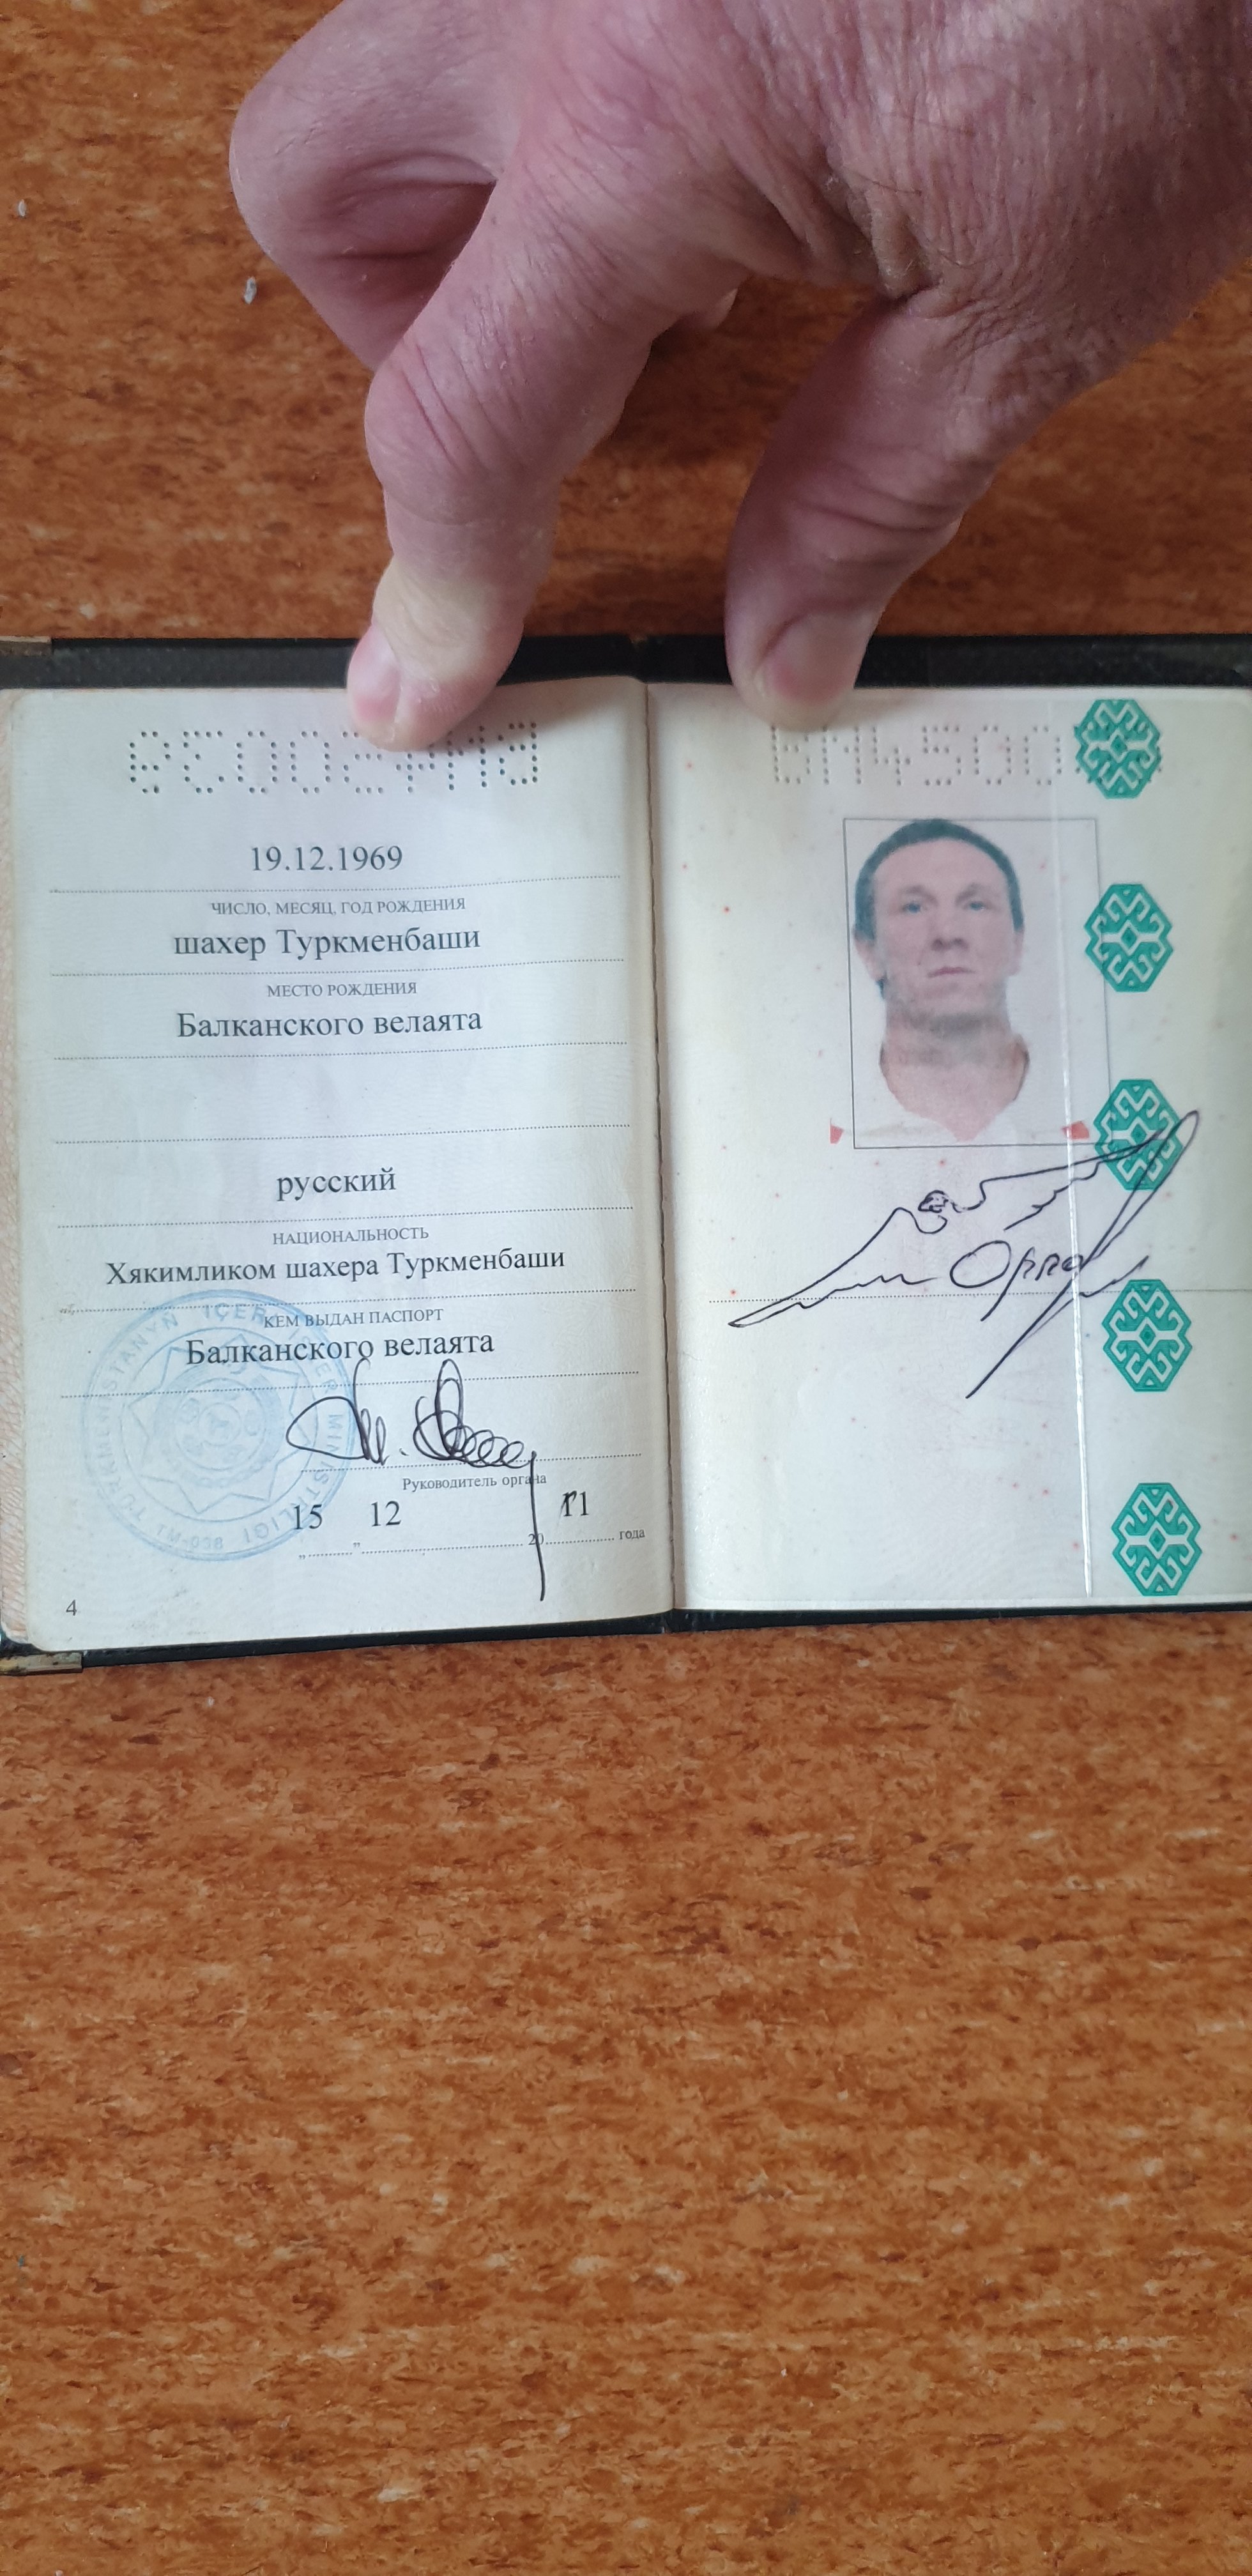 19.12.1969
ЧИСЛО, МЕСЯЦ, ГОД РОЖДЕНИЯ
шахер Туркменбаши
МЕСТО РОЖДЕНИЯ
Балканского велаята
русский
НАЦИОНАЛЬНОСТЬ
Хякимликом шахера Туркменбаши
КЕМ ВЫДАН ПАСПОРТ
Балканского велаята
Руководитель органа
15 12 11
„ ” 20 года
4